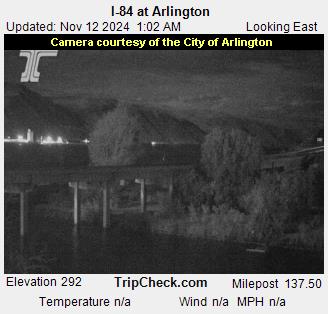 I-84 at Arlington
Updated: Nov 12 2024 1:02 AM Looking East
Camera courtesy of the City of Arlington
Elevation 292 TripCheck.com Milepost 137.50
Temperature n/a Wind n/a MPH n/a